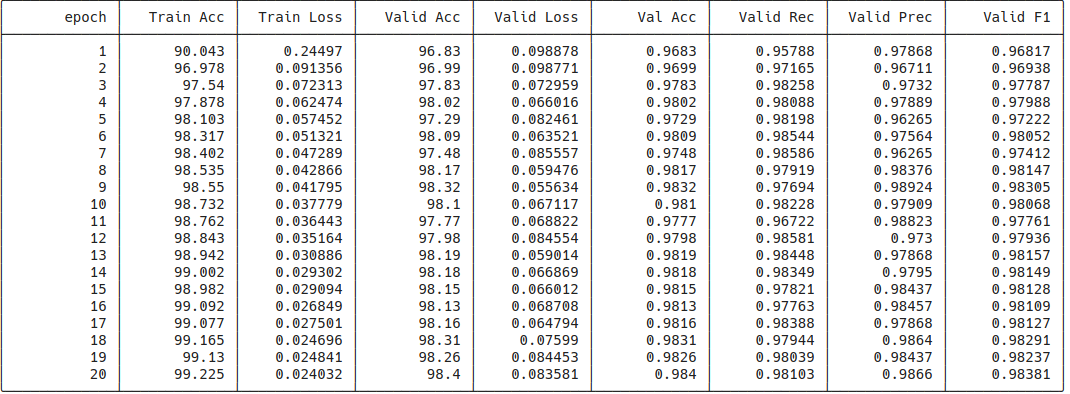 epoch Train Acc Train Loss Valid Acc Valid Loss Val Acc Valid Rec Valid Prec Valid F1
1 90.043 0.24497 96.83 0.098878 0.9683 0.95788 0.97868 0.96817
2 96.978 0.091356 96.99 0.098771 0.9699 0.97165 0.96711 0.96938
3 97.54 0.072313 97.83 0.072959 0.9783 0.98258 0.9732 0.97787
4 97.878 0.062474 98.02 0.066016 0.9802 0.98088 0.97889 0.97988
5 98.103 0.057452 97.29 0.082461 0.9729 0.98198 0.96265 0.97222
6 98.317 0.051321 98.09 0.063521 0.9809 0.98544 0.97564 0.98052
7 98.402 0.047289 97.48 0.085557 0.9748 0.98586 0.96265 0.97412
8 98.535 0.042866 98.17 0.059476 0.9817 0.97919 0.98376 0.98147
9 98.55 0.041795 98.32 0.055634 0.9832 0.97694 0.98924 0.98305
10 98.732 0.037779 98.1 0.067117 0.981 0.98228 0.97909 0.98068
11 98.762 0.036443 97.77 0.068822 0.9777 0.96722 0.98823 0.97761
12 98.843 0.035164 97.98 0.084554 0.9798 0.98581 0.973 0.97936
13 98.942 0.030886 98.19 0.059014 0.9819 0.98448 0.97868 0.98157
14 99.002 0.029302 98.18 0.066869 0.9818 0.98349 0.9795 0.98149
15 98.982 0.029094 98.15 0.066012 0.9815 0.97821 0.98437 0.98128
16 99.092 0.026849 98.13 0.068708 0.9813 0.97763 0.98457 0.98109
17 99.077 0.027501 98.16 0.064794 0.9816 0.98388 0.97868 0.98127
18 99.165 0.024696 98.31 0.07599 0.9831 0.97944 0.9864 0.98291
19 99.13 0.024841 98.26 0.084453 0.9826 0.98039 0.98437 0.98237
20 99.225 0.024032 98.4 0.083581 0.984 0.98103 0.9866 0.98381